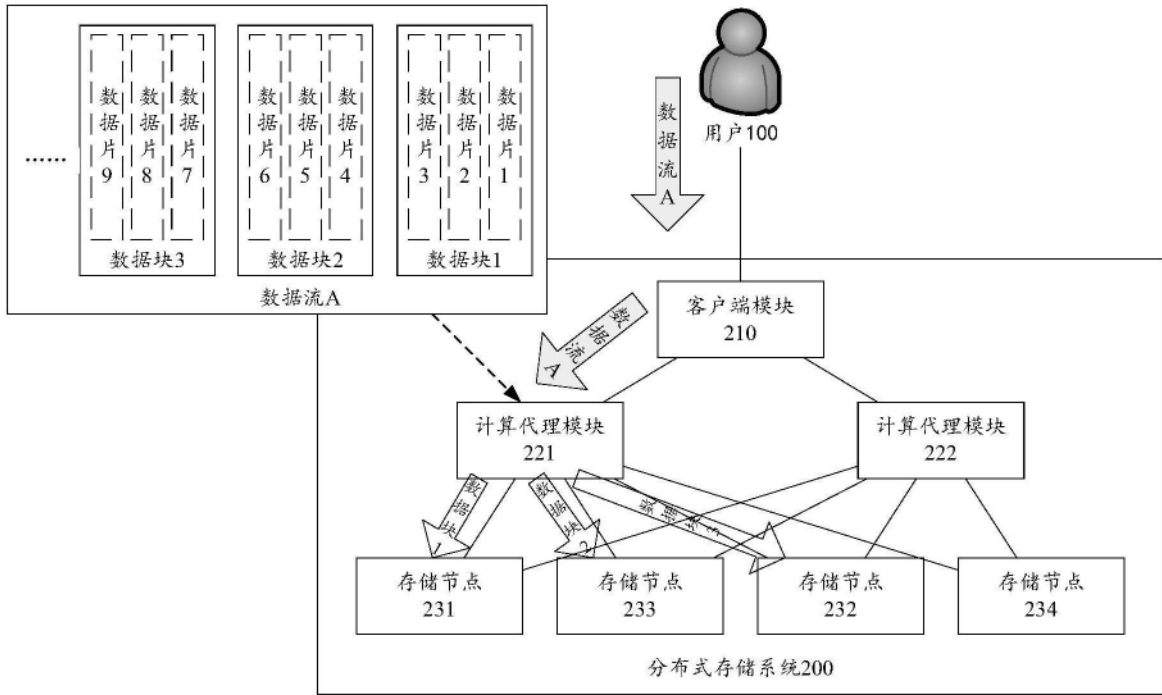 ……
数据片9
数据片8
数据片7
数据块3
数据片6
数据片5
数据片4
数据块2
数据片3
数据片2
数据片1
数据块1
数据流A
用户100
数据流A
客户端模块
210
数据流A
计算代理模块
221
计算代理模块
222
数据块1
数据块2
数据块3
存储节点
231
存储节点
233
存储节点
232
存储节点
234
分布式存储系统200